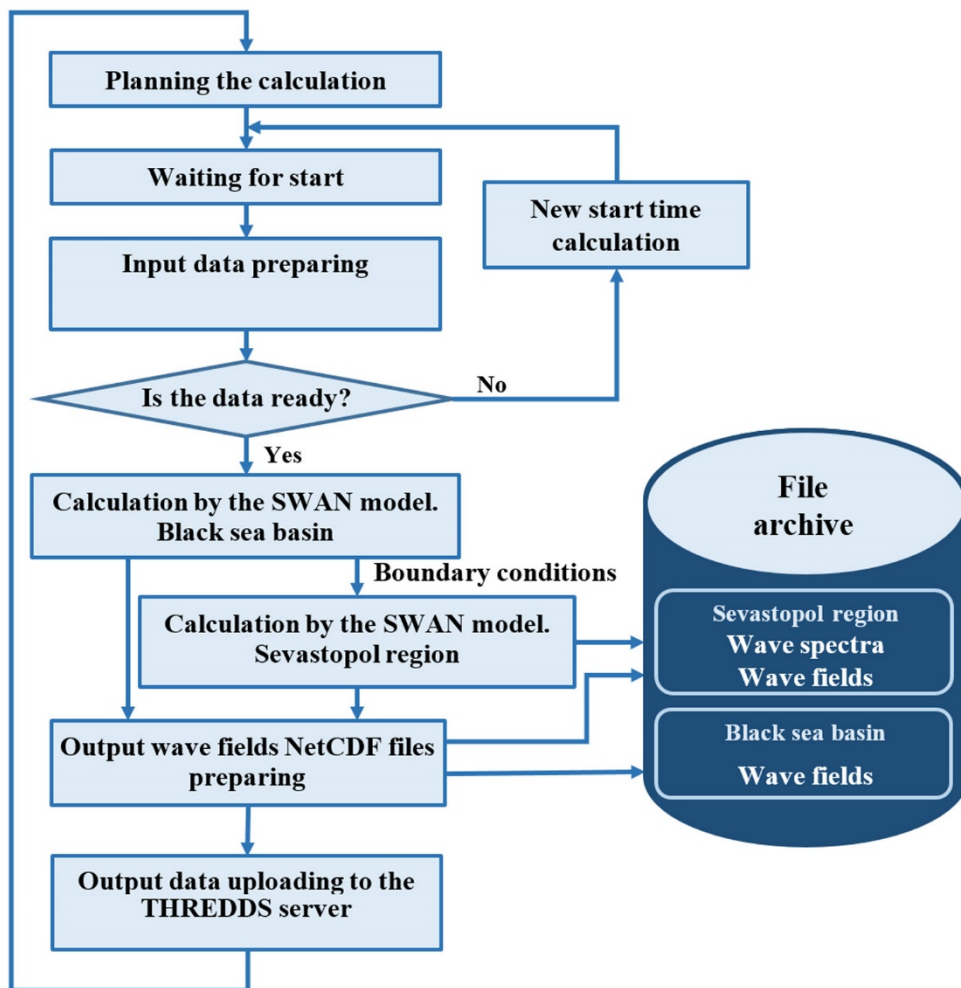 Planning the calculation
Waiting for start
New start time
calculation
Input data preparing
Is the data ready?
No
Yes
Calculation by the SWAN model.
Black sea basin
Boundary conditions
Calculation by the SWAN model.
Sevastopol region
Output wave fields NetCDF files
preparing
Output data uploading to the
THREDDS server
File
archive
Sevastopol region
Wave spectra
Wave fields
Black sea basin
Wave fields